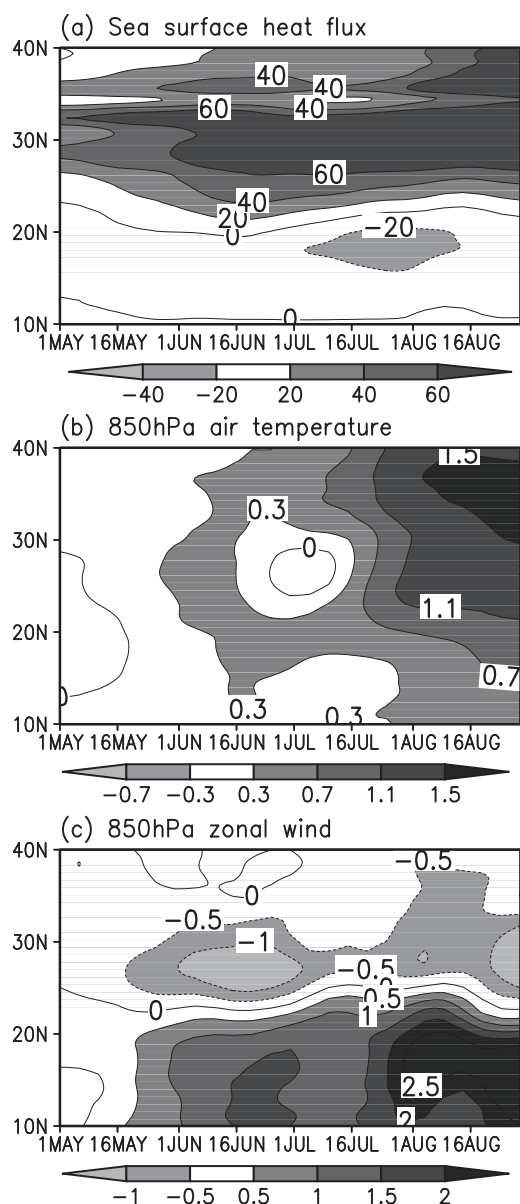 (a) Sea surface heat flux
40N
40
40
60
40
30N
60
40
20
20N
−20
0
10N
0
1MAY 16MAY 1JUN 16JUN 1JUL 16JUL 1AUG 16AUG
−40 −20 20 40 60
(b) 850hPa air temperature
40N
1.5
0.3
30N
0
1.1
20N
0.7
0
0.3
0.3
10N
1MAY 16MAY 1JUN 16JUN 1JUL 16JUL 1AUG 16AUG
−0.7 −0.3 0.3 0.7 1.1 1.5
(c) 850hPa zonal wind
40N
−0.5
0
−0.5
30N
−1
−0.5
0
0.5
0
1
20N
2.5
2
10N
1MAY 16MAY 1JUN 16JUN 1JUL 16JUL 1AUG 16AUG
−1 −0.5 0.5 1 1.5 2